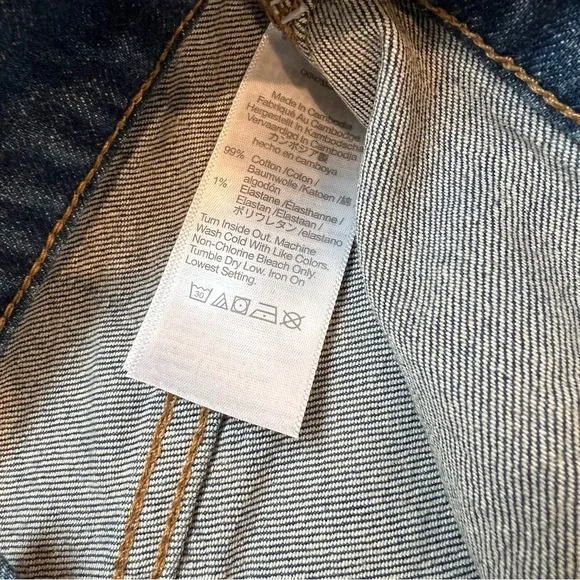 Made In Cambodia
Fabriqué Au Cambodge
Hergestellt In Kambodscha
Vervaardigd In Cambodja
カンボジア製
hecho en camboya
99% Cotton /Coton /
Baumwolle /Katoen /綿
algodón
1% Elastane /Elasthanne /
Elastan /Elastaan /
ポリウレタン /elastano
Turn Inside Out. Machine
Wash Cold With Like Colors.
Non-Chlorine Bleach Only.
Tumble Dry Low. Iron On
Lowest Setting.
30